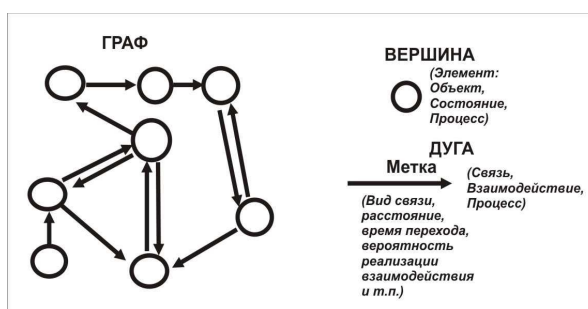 ГРАФ
ВЕРШИНА
(Элемент:
Объект,
Состояние,
Процесс)
ДУГА
Метка
(Связь,
Взаимодействие,
Процесс)
(Вид связи,
расстояние,
время перехода,
вероятность
реализации
взаимодействия
и т.п.)